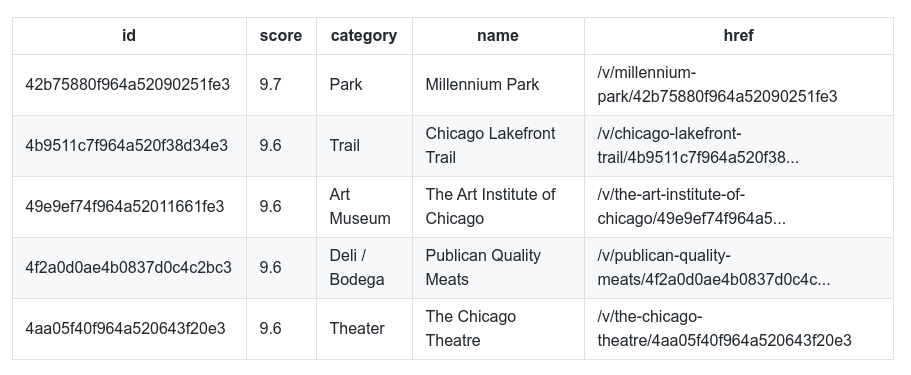 id score category name href
42b75880f964a52090251fe3 9.7 Park Millennium Park /v/millennium-
park/42b75880f964a52090251fe3
4b9511c7f964a520f38d34e3 9.6 Trail Chicago Lakefront
Trail /v/chicago-lakefront-
trail/4b9511c7f964a520f38...
49e9ef74f964a52011661fe3 9.6 Art
Museum The Art Institute of
Chicago /v/the-art-institute-of-
chicago/49e9ef74f964a5...
4f2a0d0ae4b0837d0c4c2bc3 9.6 Deli /
Bodega Publican Quality
Meats /v/publican-quality-
meats/4f2a0d0ae4b0837d0c4c...
4aa05f40f964a520643f20e3 9.6 Theater The Chicago
Theatre /v/the-chicago-
theatre/4aa05f40f964a520643f20e3